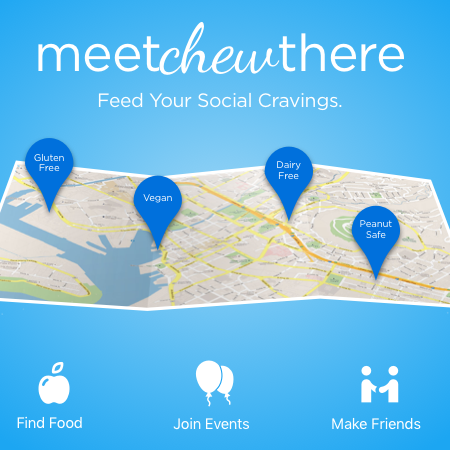 meetchewthere
Feed Your Social Cravings.
Gluten
Free
Vegan
Dairy
Free
Peanut
Safe
Find Food
Join Events
Make Friends